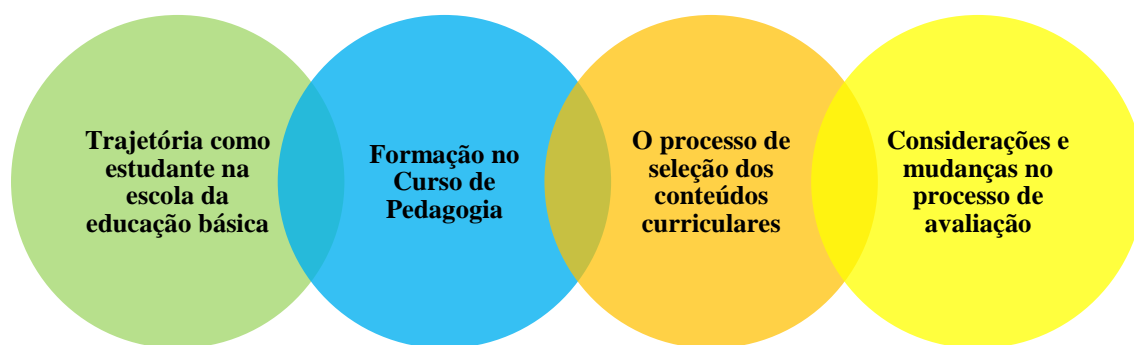 Trajetória como
estudante na
escola da
educação básica
Formação no
Curso de
Pedagogia
O processo de
seleção dos
conteúdos
curriculares
Considerações e
mudanças no
processo de
avaliação